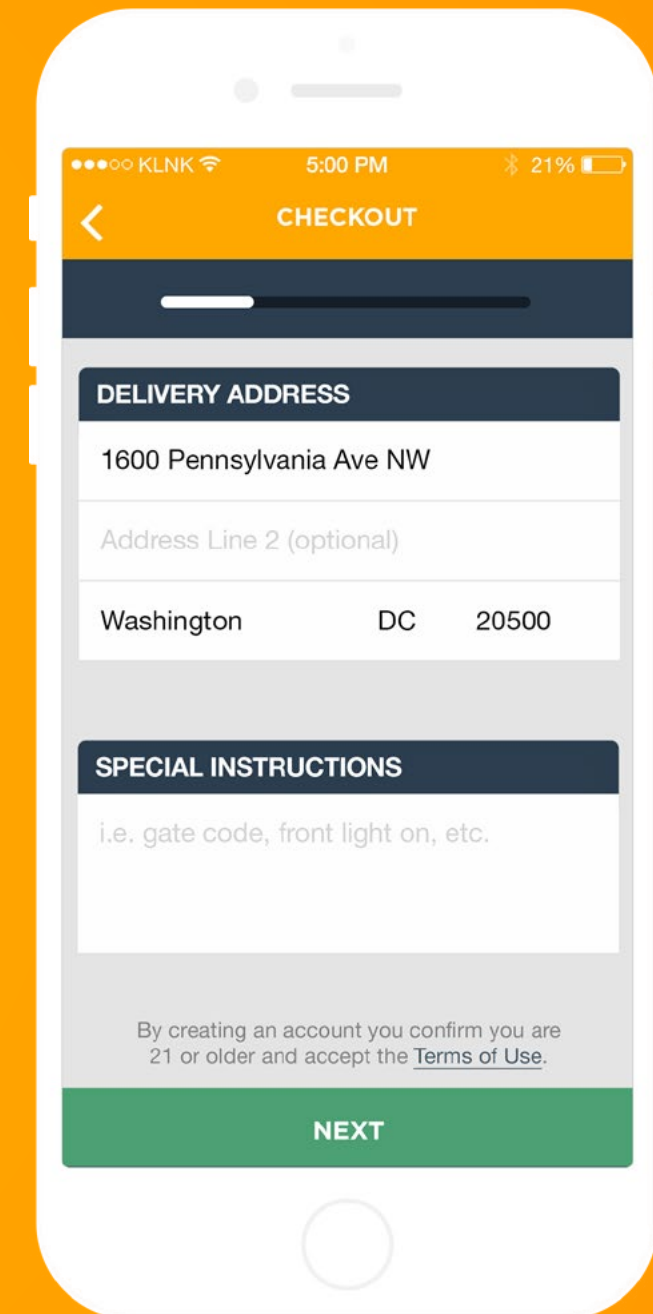 KLNK 5:00 PM 21%
CHECKOUT
DELIVERY ADDRESS
1600 Pennsylvania Ave NW
Address Line 2 (optional)
Washington DC 20500
SPECIAL INSTRUCTIONS
i.e. gate code, front light on, etc.
By creating an account you confirm you are
21 or older and accept the Terms of Use.
NEXT